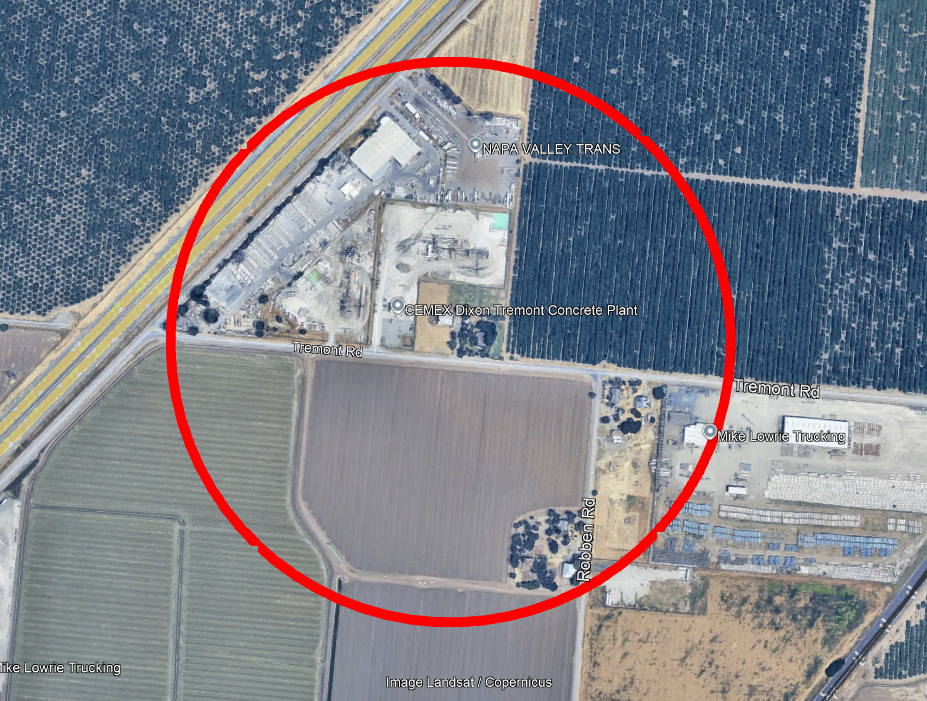 NAPA VALLEY TRANS
CEMEX Dixon Tremont Concrete Plant
Tremont Rd
Tremont Rd
Mike Lowrie Trucking
Robben Rd
Mike Lowrie Trucking
Image Landsat / Copernicus